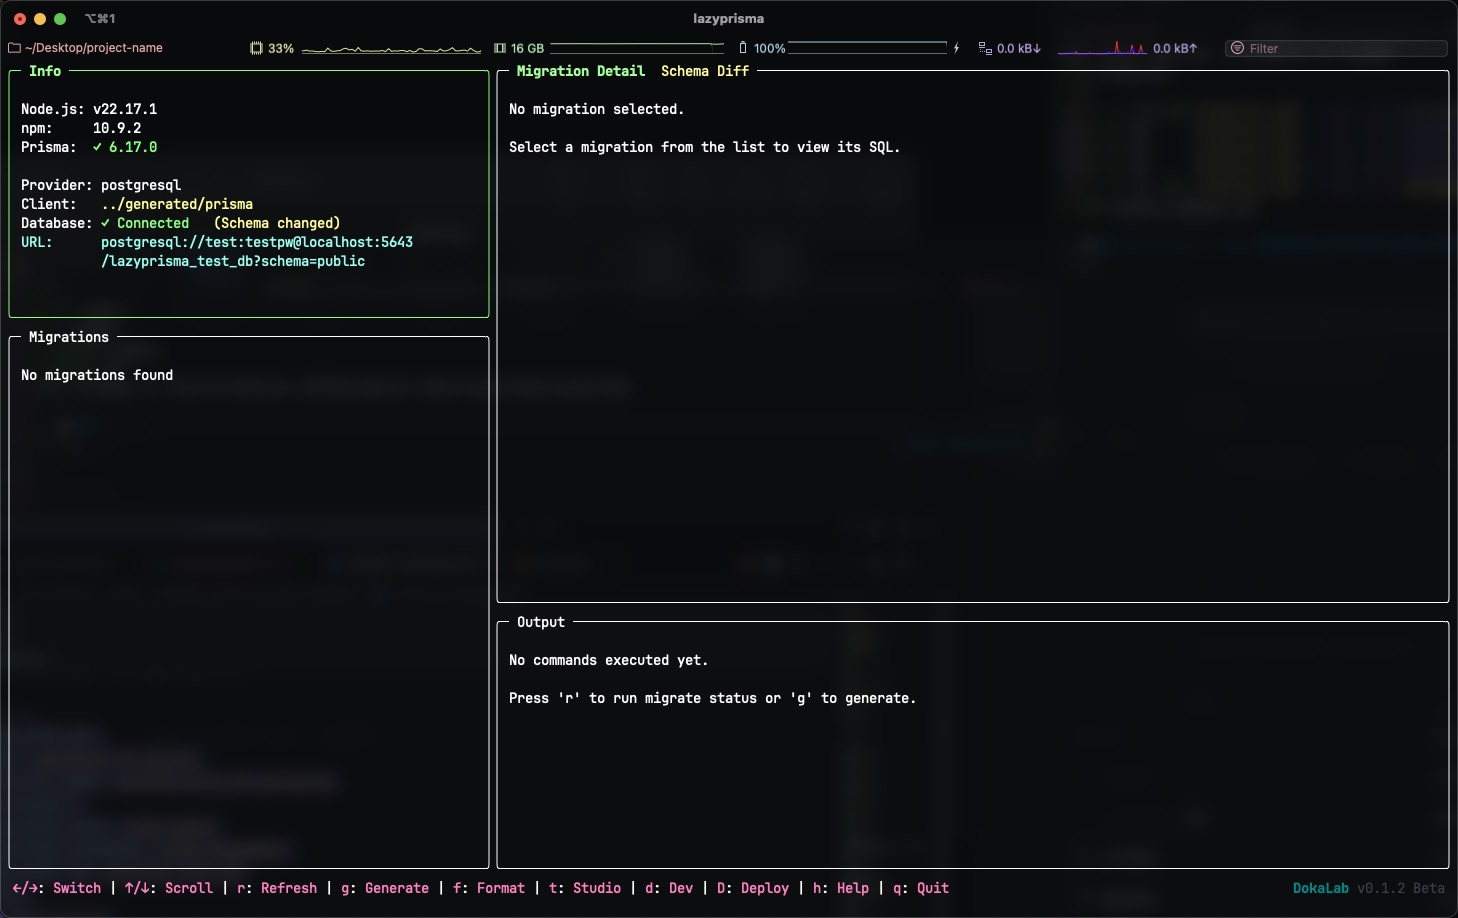 ⌥⌘1
lazyprisma
~/Desktop/project-name
33%
16 GB
100%
0.0 kB↓
0.0 kB↑
Filter
Info
Node.js: v22.17.1
npm: 10.9.2
Prisma: ✓ 6.17.0
Provider: postgresql
Client: ../generated/prisma
Database: ✓ Connected (Schema changed)
URL: postgresql://test:testpw@localhost:5643
/lazyprisma_test_db?schema=public
Migrations
No migrations found
Migration Detail Schema Diff
No migration selected.
Select a migration from the list to view its SQL.
Output
No commands executed yet.
Press 'r' to run migrate status or 'g' to generate.
←/→: Switch | ↑/↓: Scroll | r: Refresh | g: Generate | f: Format | t: Studio | d: Dev | D: Deploy | h: Help | q: Quit
DokaLab v0.1.2 Beta